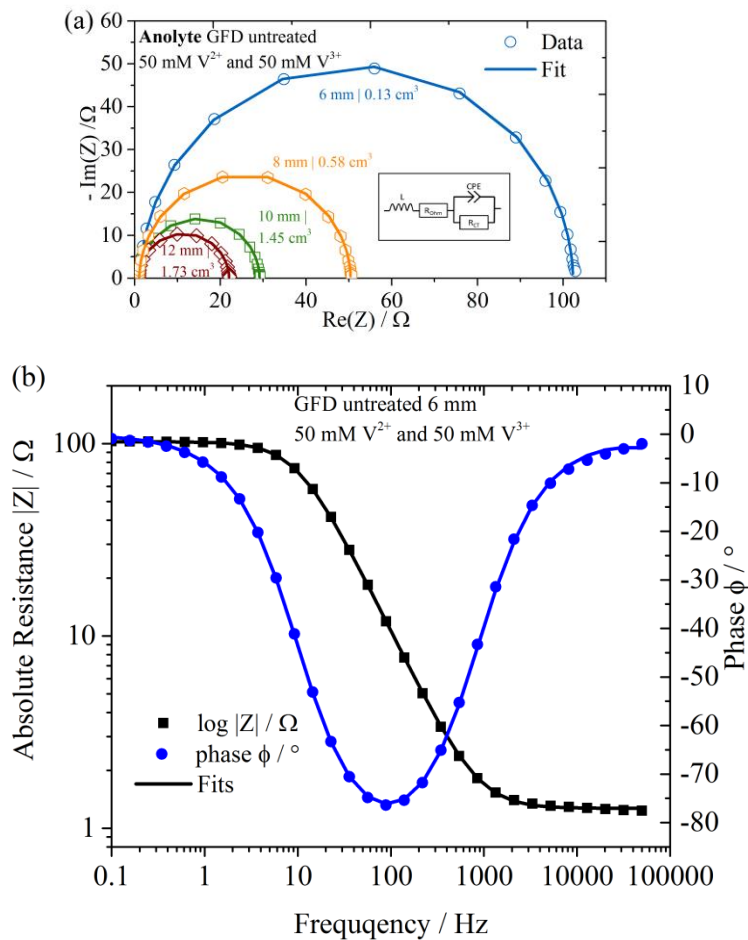 (a)
Anolyte GFD untreated
50 mM V²⁺ and 50 mM V³⁺
Data
Fit
6 mm | 0.13 cm³
8 mm | 0.58 cm³
10 mm |
1.45 cm³
12 mm |
1.73 cm³
L
R_Ohm
CPE
R_CT
- Im(Z) /Ω
60
50
40
30
20
10
0
0 20 40 60 80 100
Re(Z) / Ω
(b)
GFD untreated 6 mm
50 mM V²⁺ and 50 mM V³⁺
Absolute Resistance |Z| / Ω
100
10
1
log |Z| / Ω
phase ϕ / °
Fits
10
0
-10
-20
-30
-40
-50
-60
-70
-80
Phase ϕ / °
0.1 1 10 100 1000 10000 100000
Frequqency / Hz